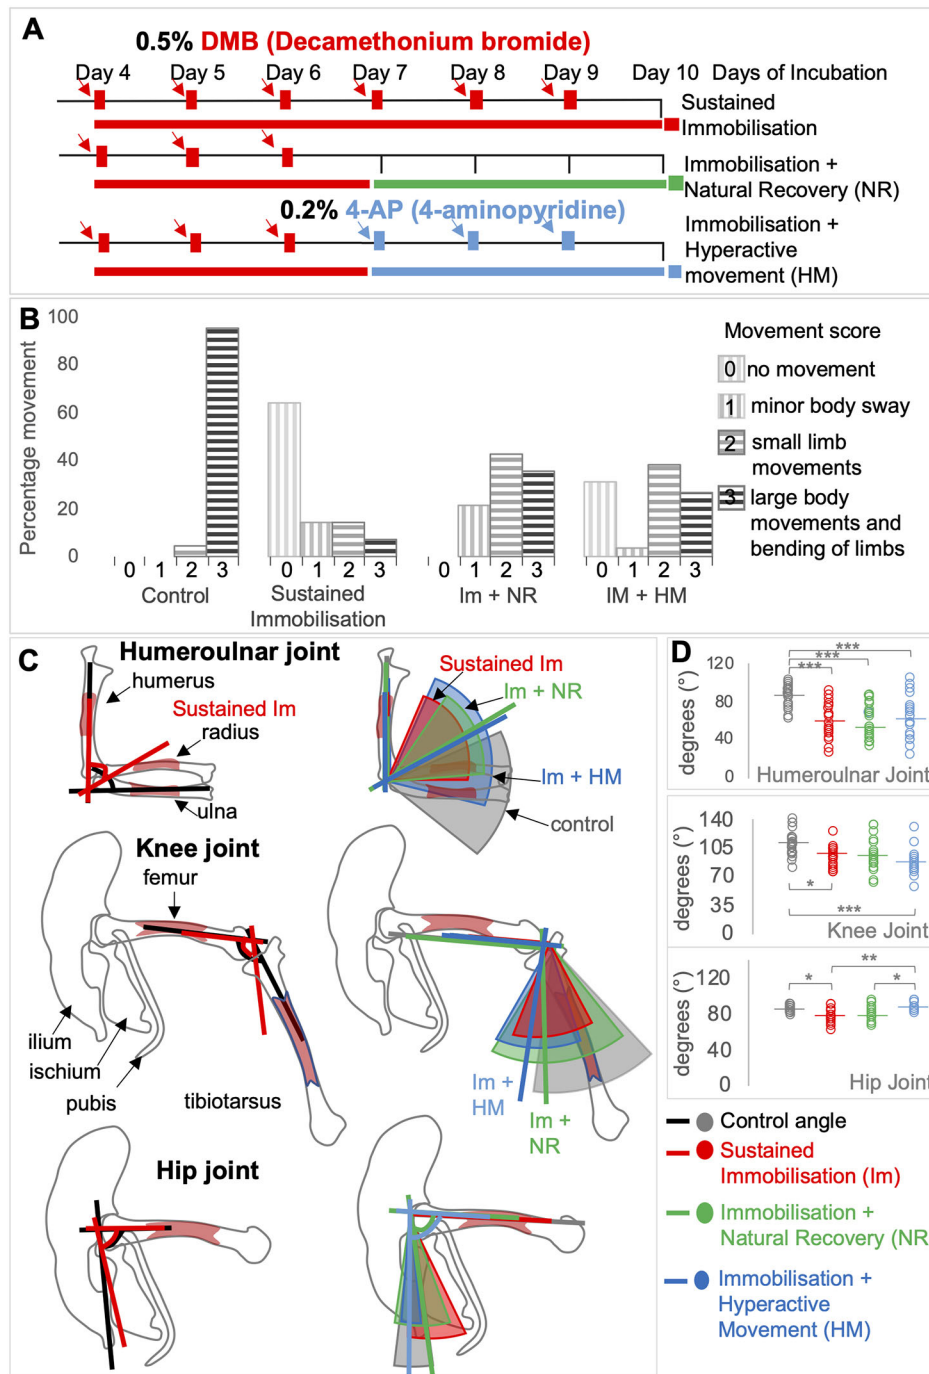 A
0.5% DMB (Decamethonium bromide)
Day 4 Day 5 Day 6 Day 7 Day 8 Day 9 Day 10 Days of Incubation
Sustained
Immobilisation
Immobilisation +
Natural Recovery (NR)
0.2% 4-AP (4-aminopyridine)
Immobilisation +
Hyperactive
movement (HM)
B
Percentage movement
100
80
60
40
20
0
0 1 2 3 0 1 2 3 0 1 2 3 0 1 2 3
Control
Sustained
Immobilisation
Im + NR
IM + HM
Movement score
0 no movement
1 minor body sway
2 small limb
movements
3 large body
movements and
bending of limbs
C
Humeroulnar joint
humerus
Sustained Im
radius
ulna
Sustained Im
Im + NR
Im + HM
control
Knee joint
femur
ilium
ischium
pubis
tibiotarsus
Im +
HM
Im +
NR
Hip joint
D
degrees (°)
120
80
40
0
***
***
***
Humeroulnar Joint
degrees (°)
140
105
70
35
0
*
***
Knee Joint
degrees (°)
120
80
40
0
**
* *
Hip Joint
Control angle
Sustained
Immobilisation (Im)
Immobilisation +
Natural Recovery (NR
Immobilisation +
Hyperactive
Movement (HM)